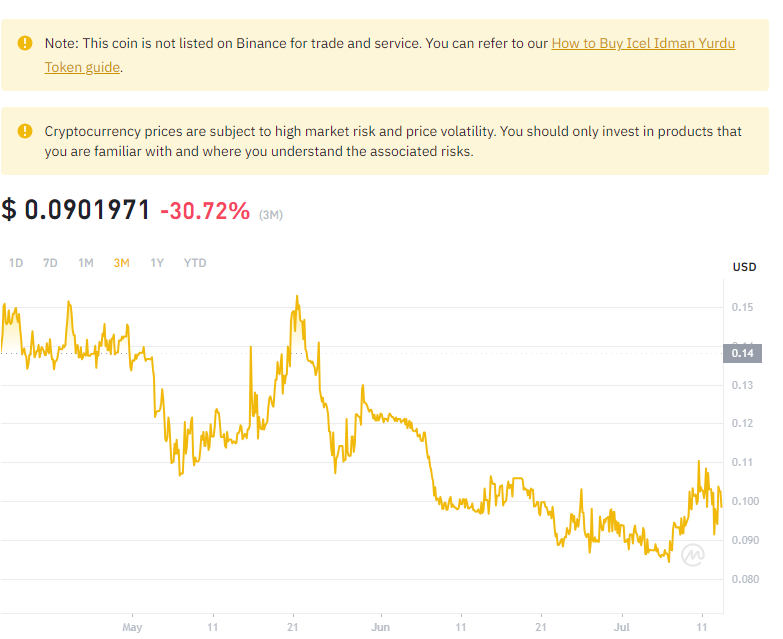 Note: This coin is not listed on Binance for trade and service. You can refer to our How to Buy Icel Idman Yurdu
Token guide.
Cryptocurrency prices are subject to high market risk and price volatility. You should only invest in products that
you are familiar with and where you understand the associated risks.
$ 0.0901971 -30.72% (3M)
1D 7D 1M 3M 1Y YTD
USD
0.15
0.14
0.13
0.12
0.11
0.100
0.090
0.080
May 11 21 Jun 11 21 Jul 11